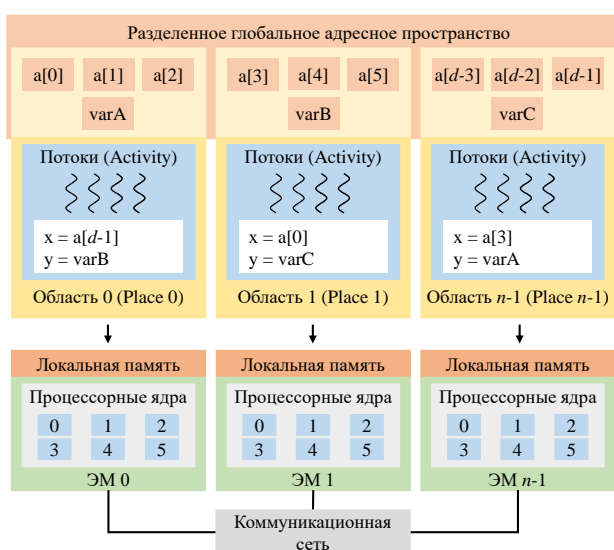 Разделенное глобальное адресное пространство
a[0] a[1] a[2] a[3] a[4] a[5] a[d-3] a[d-2] a[d-1]
varA varB varC
Потоки (Activity) Потоки (Activity) Потоки (Activity)
x = a[d-1] x = a[0] x = a[3]
y = varB y = varC y = varA
Область 0 (Place 0) Область 1 (Place 1) Область n-1 (Place n-1)
Локальная память Локальная память Локальная память
Процессорные ядра Процессорные ядра Процессорные ядра
0 1 2 0 1 2 0 1 2
3 4 5 3 4 5 3 4 5
ЭМ 0 ЭМ 1 ЭМ n-1
Коммуникационная
сеть